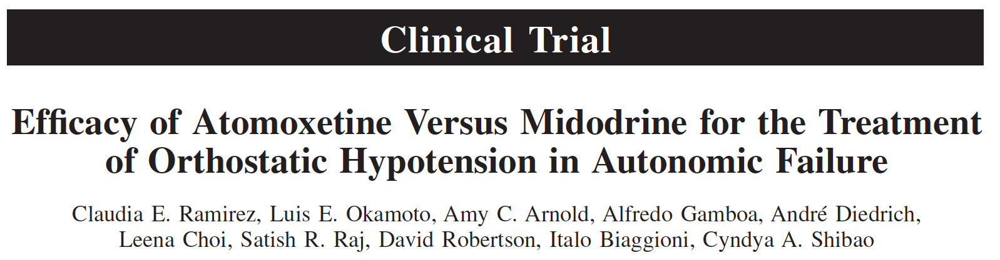 Clinical Trial
Efficacy of Atomoxetine Versus Midodrine for the Treatment
of Orthostatic Hypotension in Autonomic Failure
Claudia E. Ramirez, Luis E. Okamoto, Amy C. Arnold, Alfredo Gamboa, André Diedrich,
Leena Choi, Satish R. Raj, David Robertson, Italo Biaggioni, Cyndya A. Shibao